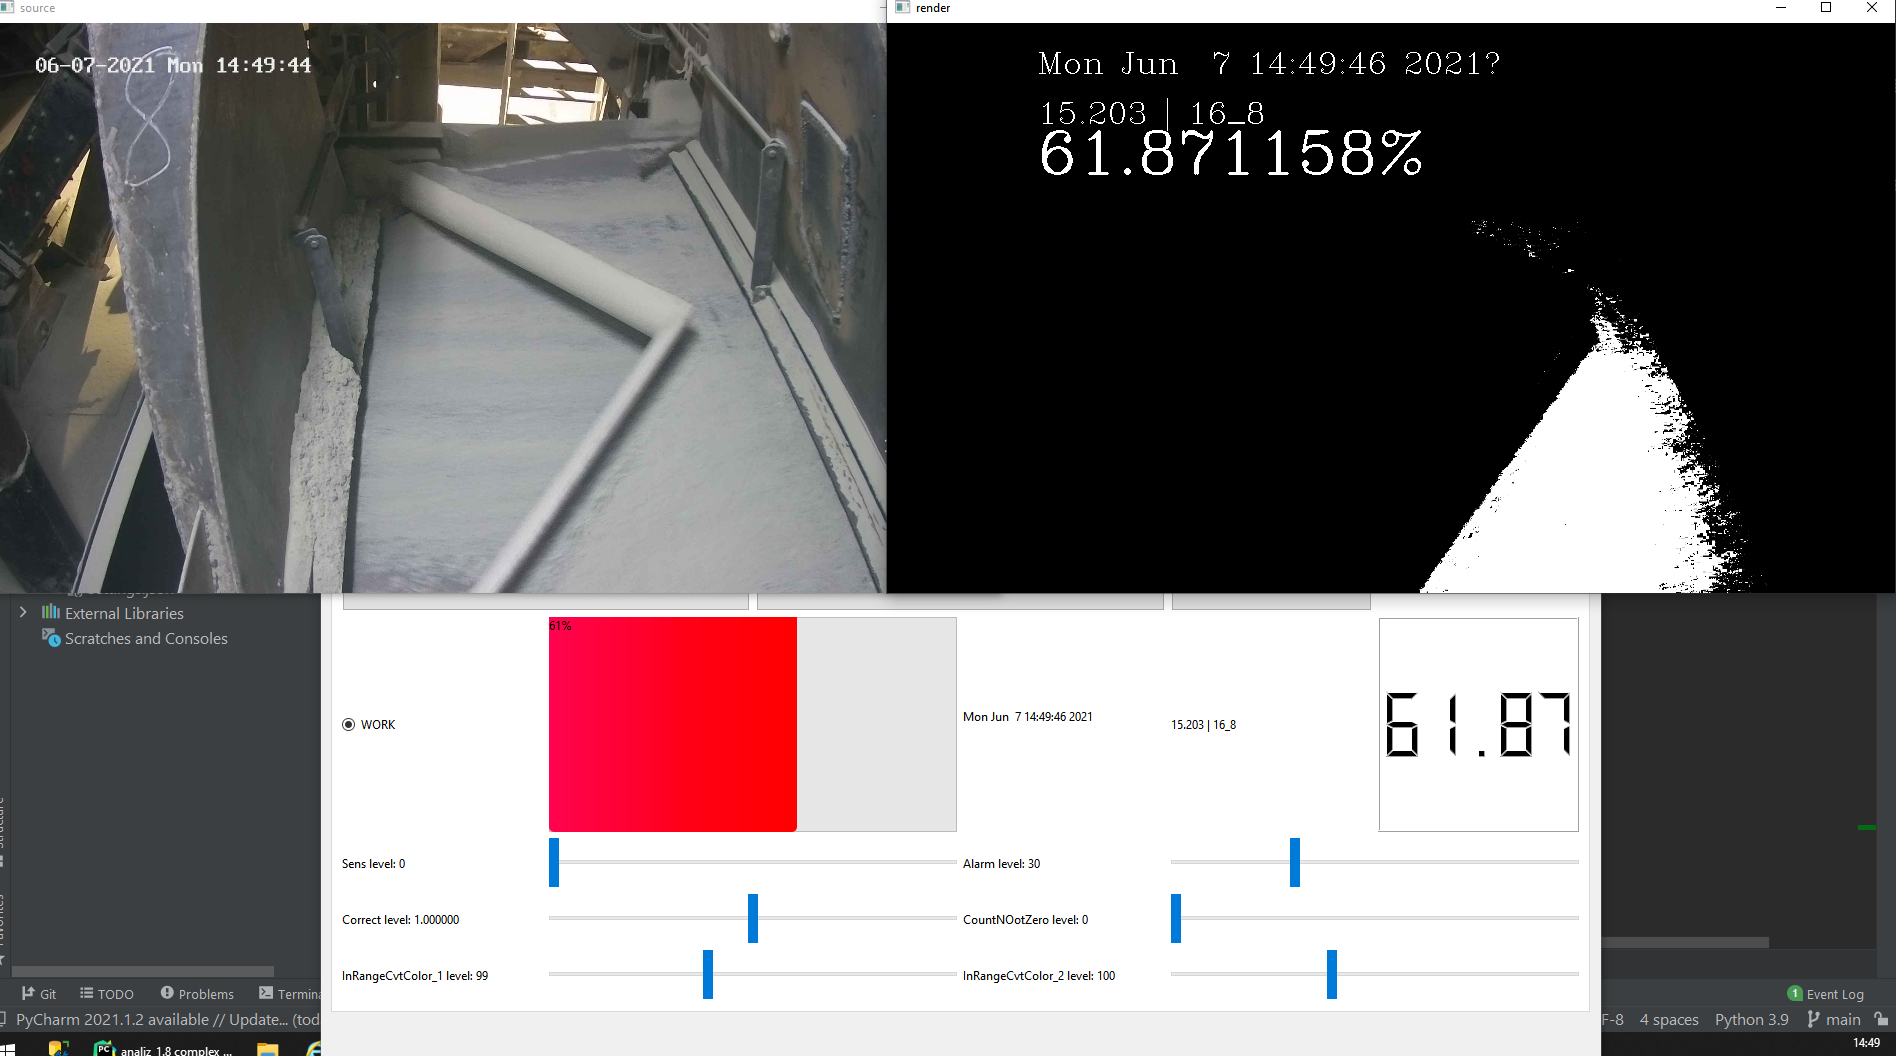 source
render
06-07-2021 Mon 14:49:44
Mon Jun  7 14:49:46 2021?
15.203 | 16_8
61.871158%
External Libraries
Scratches and Consoles
61%
WORK
Mon Jun  7 14:49:46 2021
15.203 | 16_8
61.87
Sens level: 0
Alarm level: 30
Correct level: 1.000000
CountNOotZero level: 0
InRangeCvtColor_1 level: 99
InRangeCvtColor_2 level: 100
Git
TODO
Problems
Termina
1 Event Log
PyCharm 2021.1.2 available // Update... (tod
F-8
4 spaces
Python 3.9
main
PC
analiz_1.8 complex ...
14:49